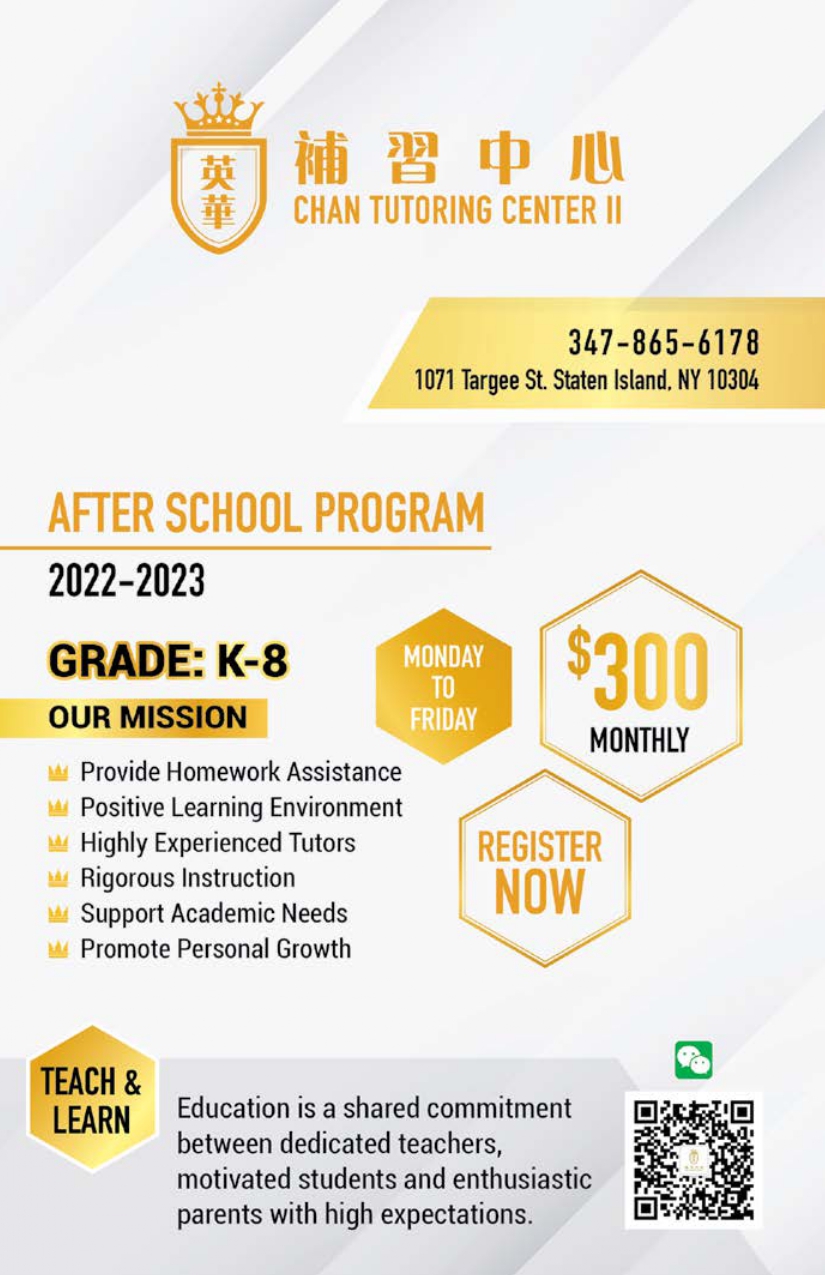 英
華
補習中心
CHAN TUTORING CENTER II
347-865-6178
1071 Targee St. Staten Island, NY 10304
AFTER SCHOOL PROGRAM
2022-2023
GRADE: K-8
MONDAY
TO
FRIDAY
$300
MONTHLY
OUR MISSION
Provide Homework Assistance
Positive Learning Environment
Highly Experienced Tutors
Rigorous Instruction
Support Academic Needs
Promote Personal Growth
REGISTER
NOW
TEACH &
LEARN
Education is a shared commitment
between dedicated teachers,
motivated students and enthusiastic
parents with high expectations.